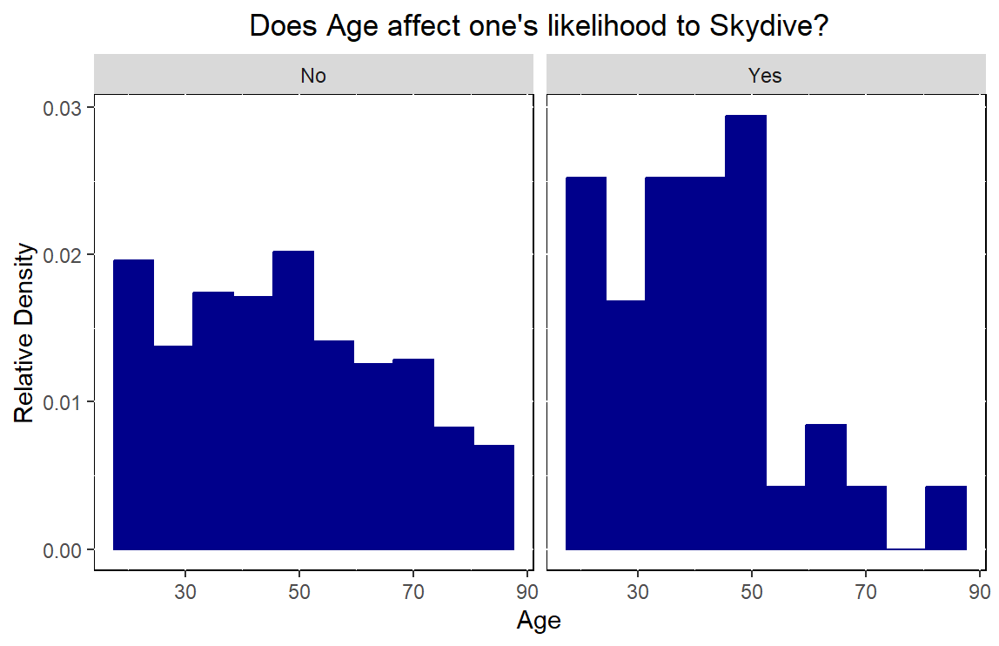 Does Age affect one's likelihood to Skydive?
No
Yes
Relative Density
0.03
0.02
0.01
0.00
30 50 70 90
30 50 70 90
Age